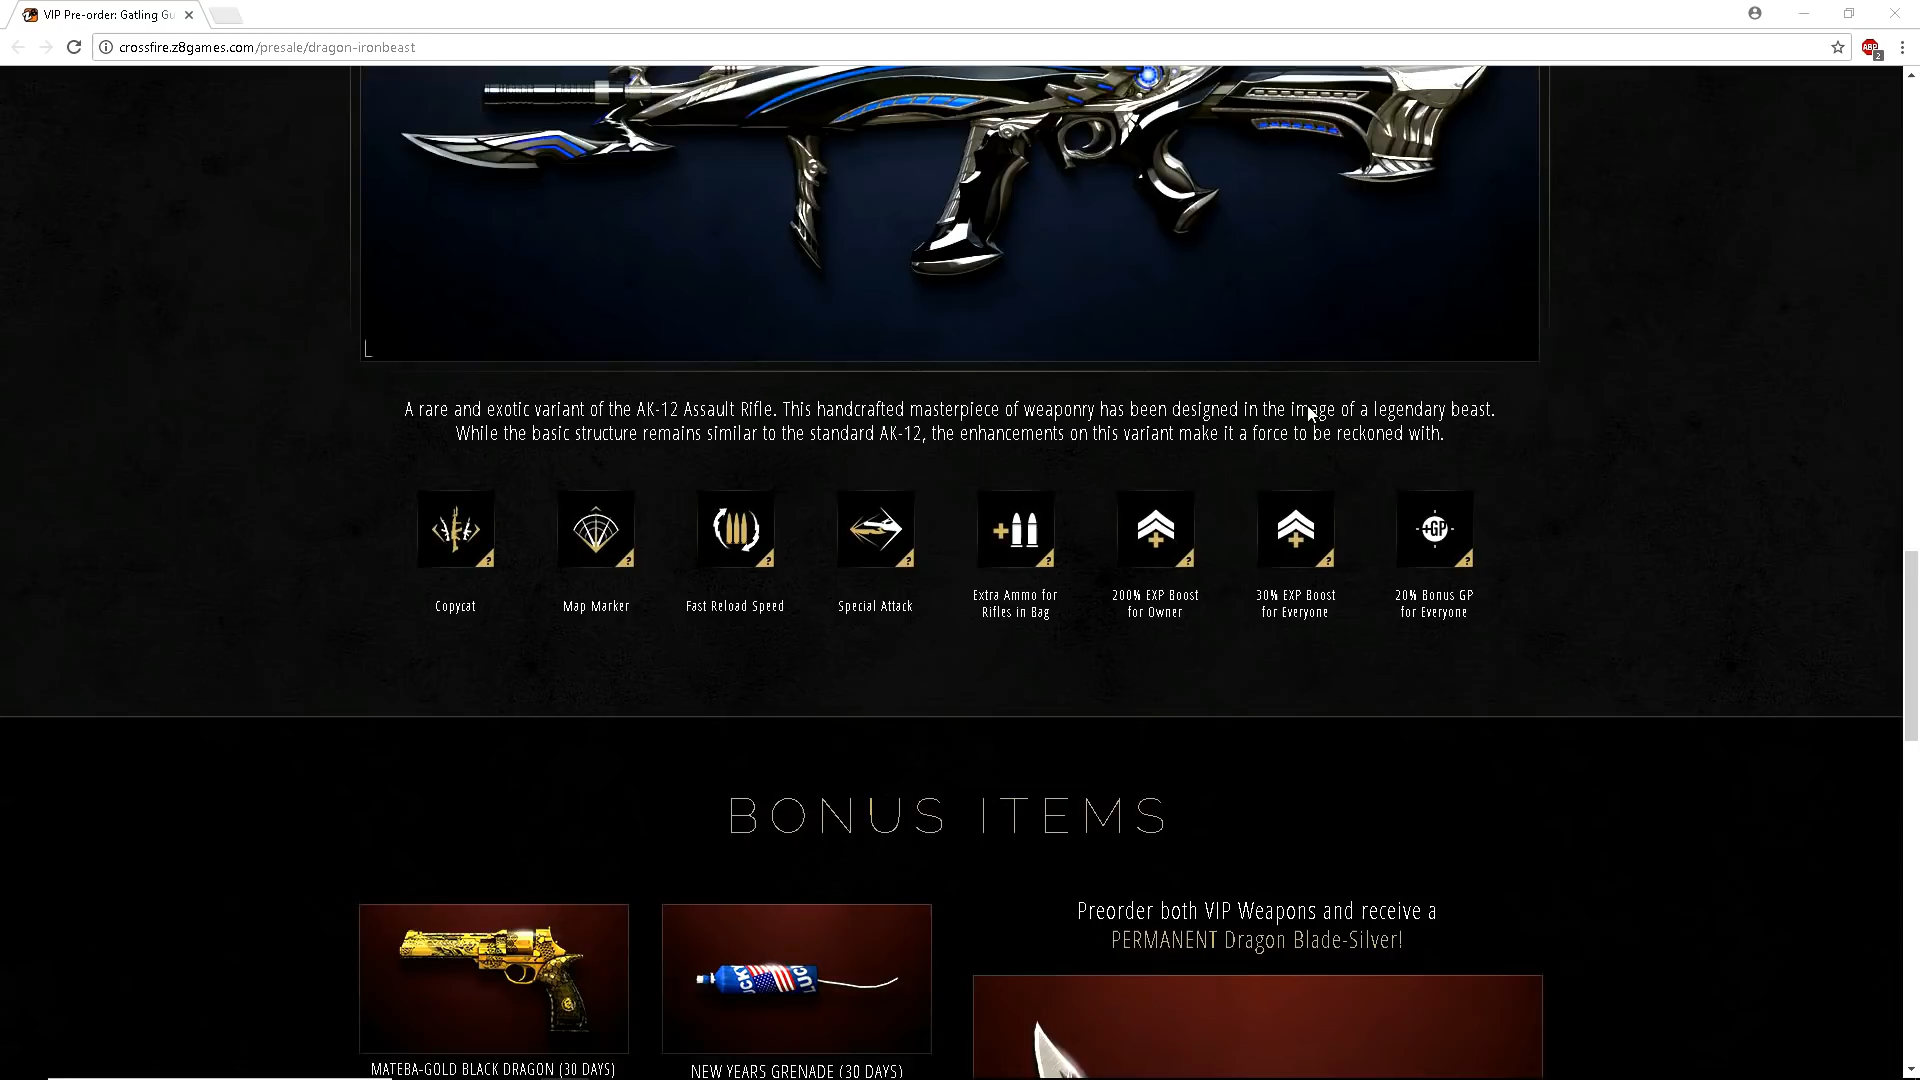 VIP Pre-order: Gatling Gu
crossfire.z8games.com/presale/dragon-ironbeast
ABP
2
A rare and exotic variant of the AK-12 Assault Rifle. This handcrafted masterpiece of weaponry has been designed in the image of a legendary beast.
While the basic structure remains similar to the standard AK-12, the enhancements on this variant make it a force to be reckoned with.
GP
Copycat
Map Marker
Fast Reload Speed
Special Attack
Extra Ammo for
Rifles in Bag
200% EXP Boost
for Owner
30% EXP Boost
for Everyone
20% Bonus GP
for Everyone
BONUS ITEMS
Preorder both VIP Weapons and receive a
PERMANENT Dragon Blade-Silver!
MATEBA-GOLD BLACK DRAGON (30 DAYS)
NEW YEARS GRENADE (30 DAYS)